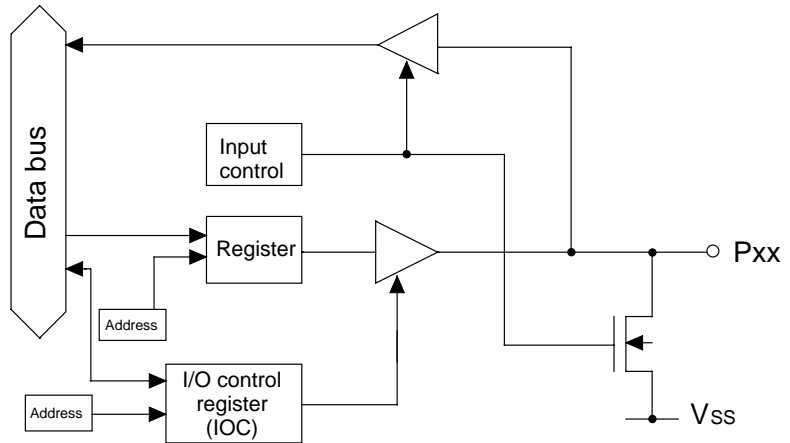 Data bus
Input
control
Register
Pxx
Address
I/O control
register
(IOC)
Address
VSS